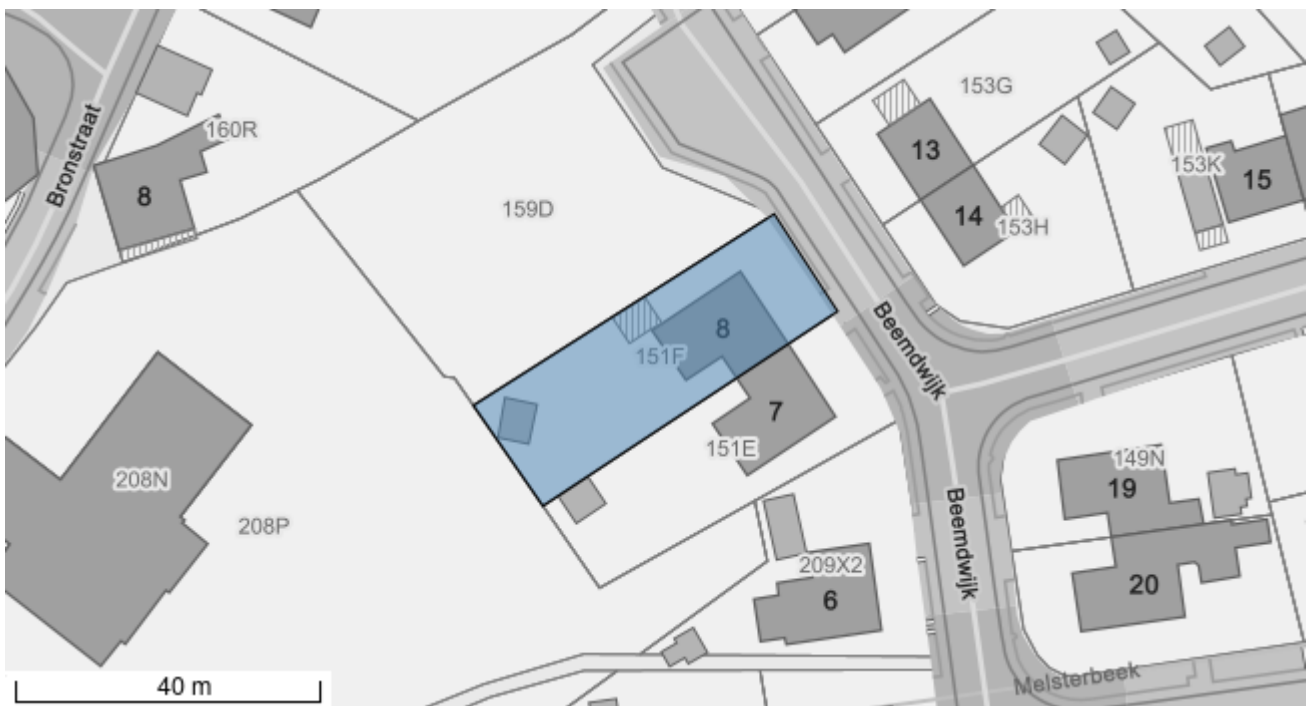 Bronstraat
160R
8
159D
153G
13
14
153H
153K
15
8
151F
7
151E
Beemdwijk
208N
208P
Beemdwijk
149N
19
20
209X2
6
Melsterbeek
40 m